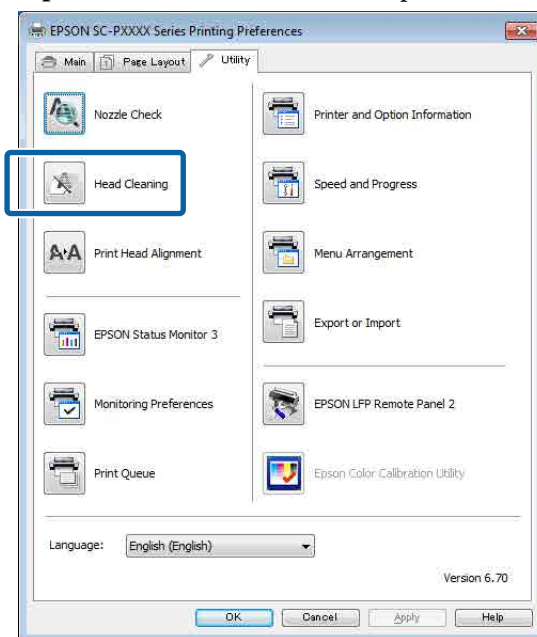 EPSON SC-PXXXX Series Printing Preferences
Main
Page Layout
Utility
Nozzle Check
Printer and Option Information
Head Cleaning
Speed and Progress
A▸A
Print Head Alignment
Menu Arrangement
EPSON Status Monitor 3
Export or Import
Monitoring Preferences
EPSON LFP Remote Panel 2
Print Queue
Epson Color Calibration Utility
Language:
English (English)
Version 6.70
OK
Cancel
Apply
Help